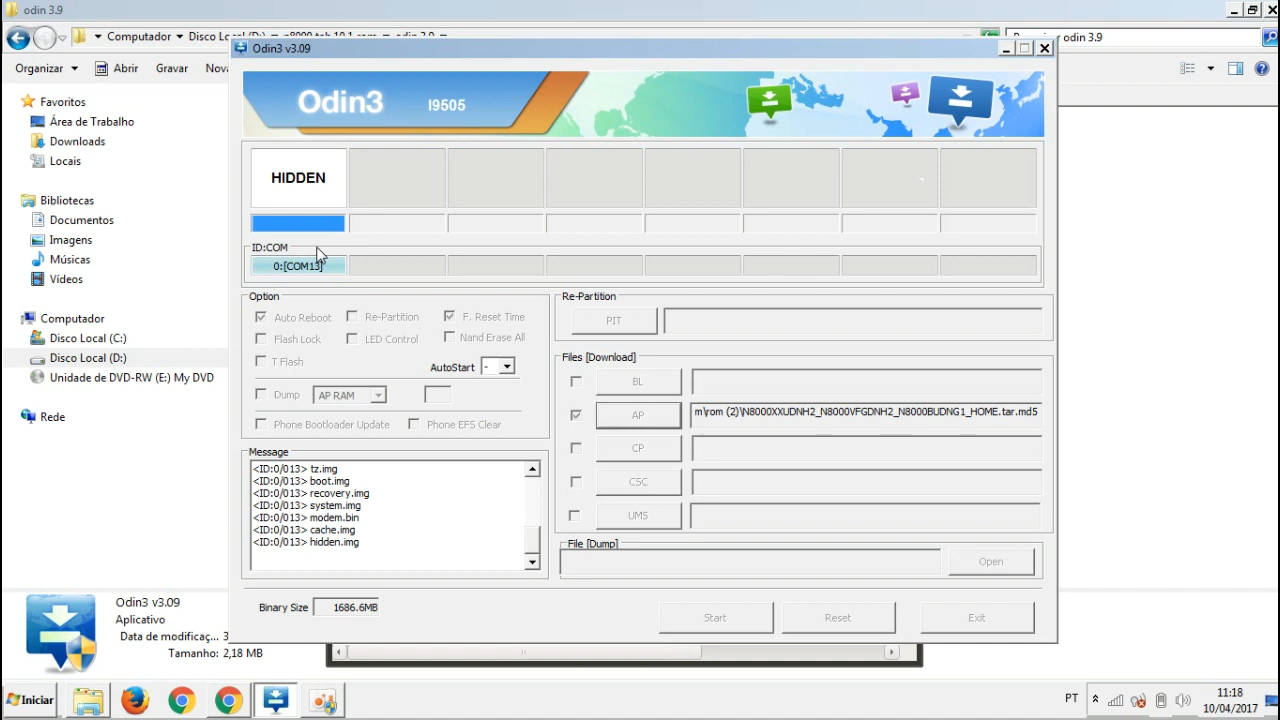 odin 3.9
Computador
Disco Local (D:)
odin 3.9
Organizar
Abrir
Gravar
Nova
Favoritos
Área de Trabalho
Downloads
Locais
Bibliotecas
Documentos
Imagens
Músicas
Vídeos
Computador
Disco Local (C:)
Disco Local (D:)
Unidade de DVD-RW (E:) My DVD
Rede
Odin3 v3.09
Odin3 I9505
HIDDEN
ID:COM
0:[COM13]
Option
Auto Reboot
Re-Partition
F. Reset Time
Flash Lock
LED Control
Nand Erase All
T Flash
AutoStart
-
Dump
AP RAM
Phone Bootloader Update
Phone EFS Clear
Message
<ID:0/013> tz.img
<ID:0/013> boot.img
<ID:0/013> recovery.img
<ID:0/013> system.img
<ID:0/013> modem.bin
<ID:0/013> cache.img
<ID:0/013> hidden.img
Re-Partition
PIT
Files [Download]
BL
AP
m\rom (2)\N8000XXUDNH2_N8000VFGDNH2_N8000BUDNG1_HOME.tar.md5
CP
CSC
UMS
File [Dump]
Open
Binary Size
1686.6MB
Start
Reset
Exit
Odin3 v3.09
Aplicativo
Data de modificaç... 3
Tamanho: 2,18 MB
Iniciar
PT
11:18
10/04/2017